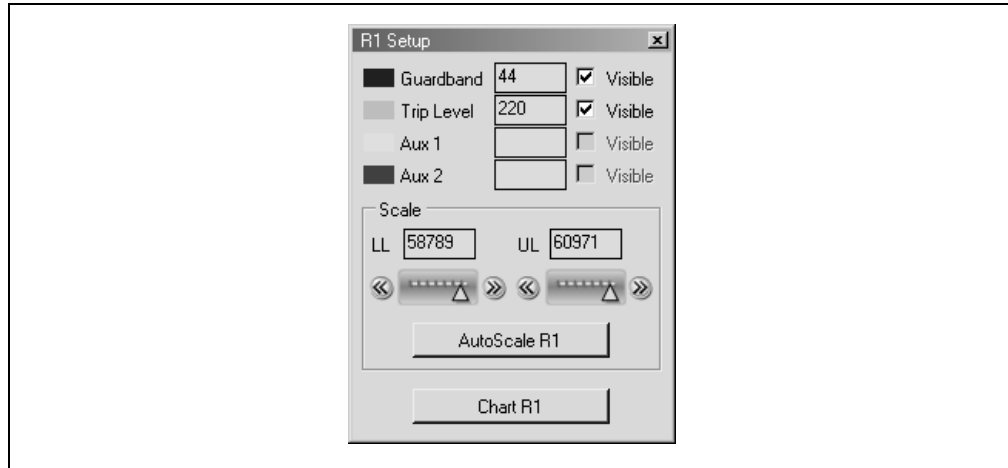 R1 Setup
Guardband 44 Visible
Trip Level 220 Visible
Aux 1 Visible
Aux 2 Visible
Scale
LL 58789 UL 60971
AutoScale R1
Chart R1